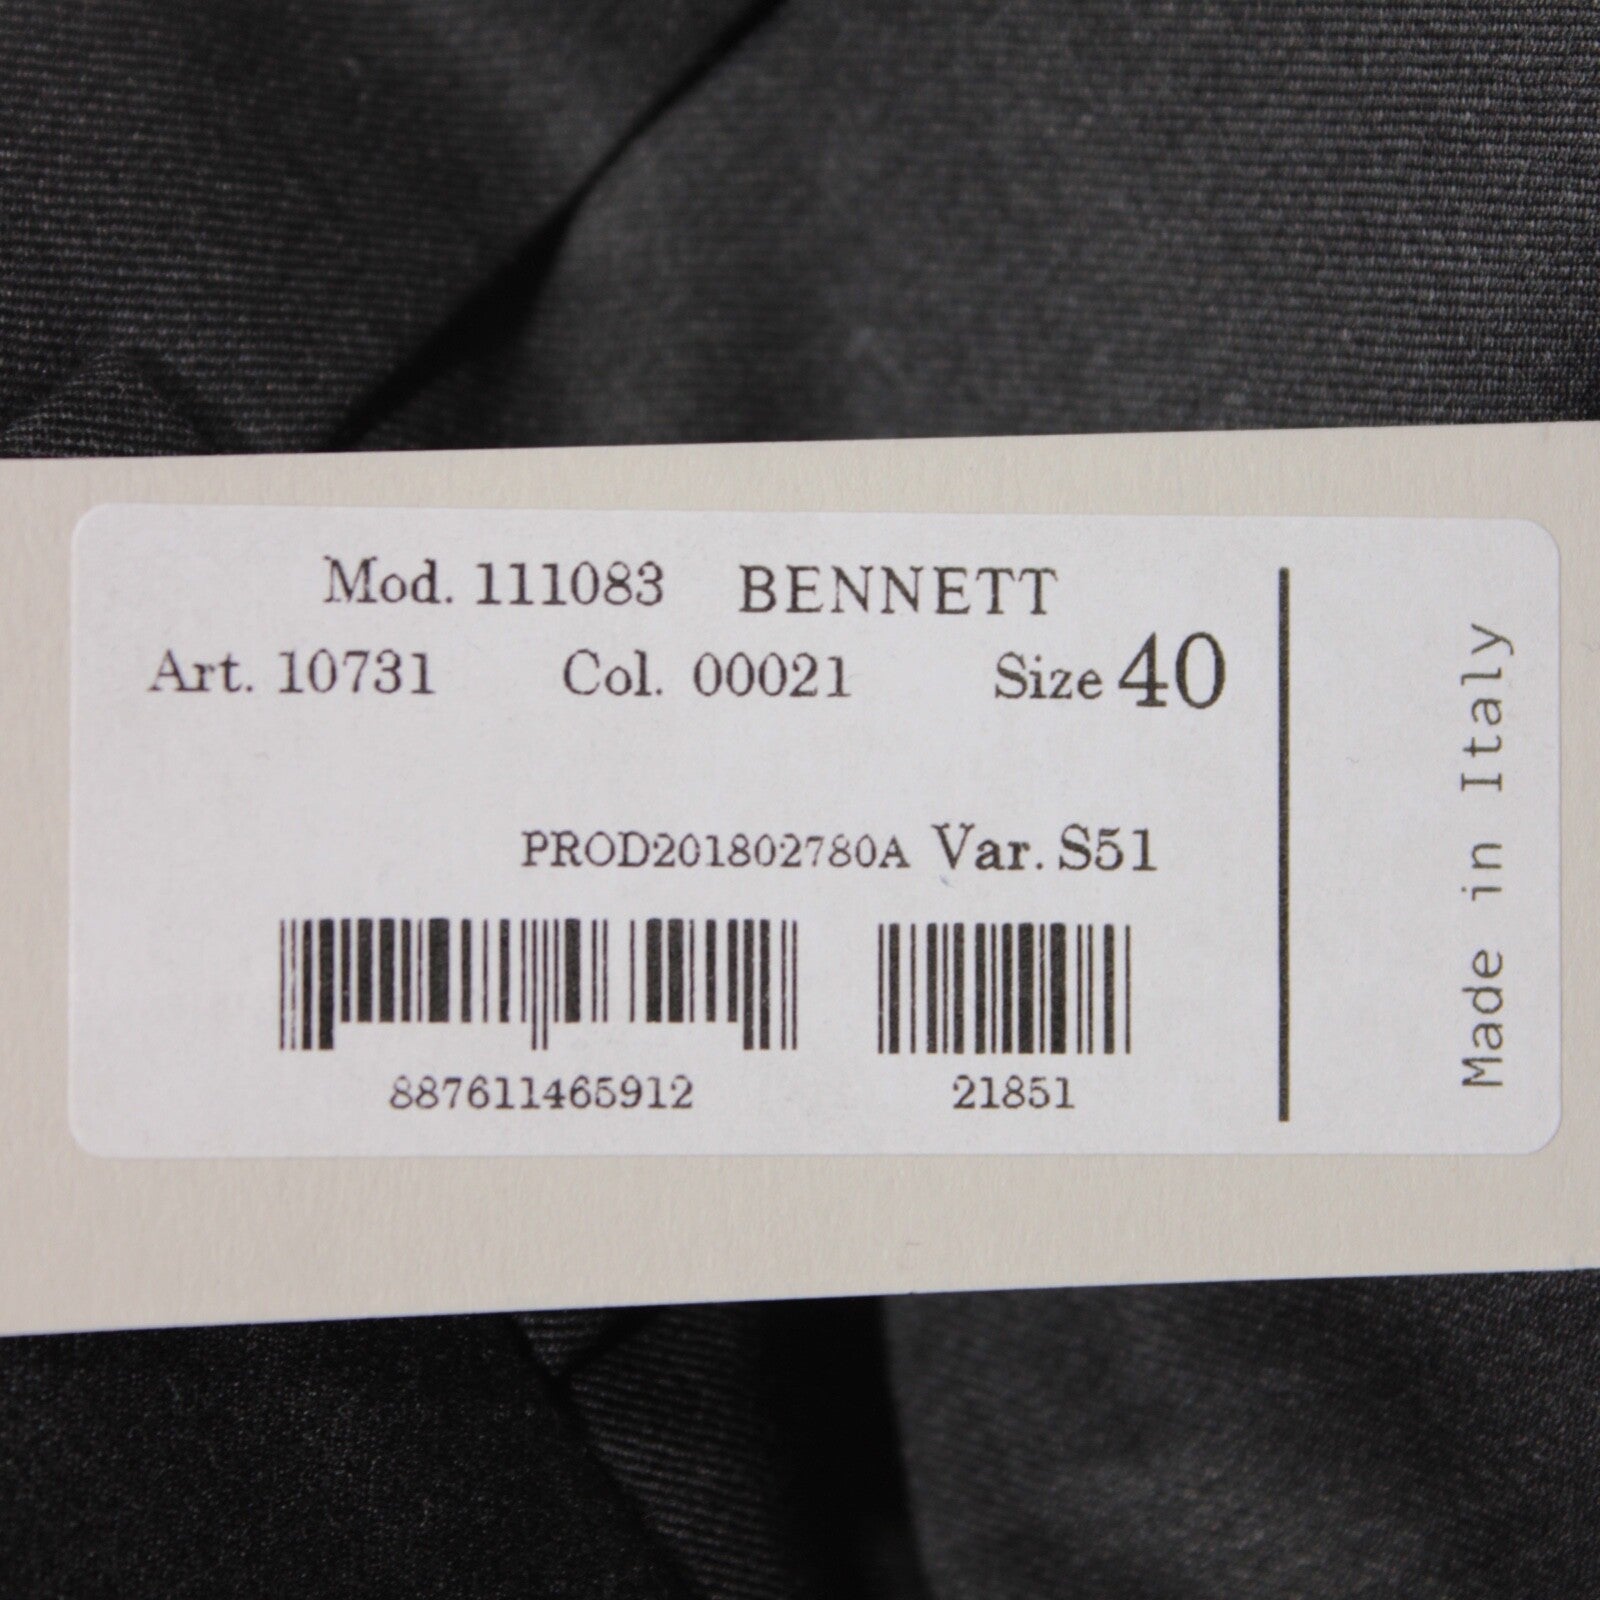 Mod. 111083 BENNETT
Art. 10731 Col. 00021 Size 40
PROD201802780A Var. S51
887611465912 21851
Made in Italy